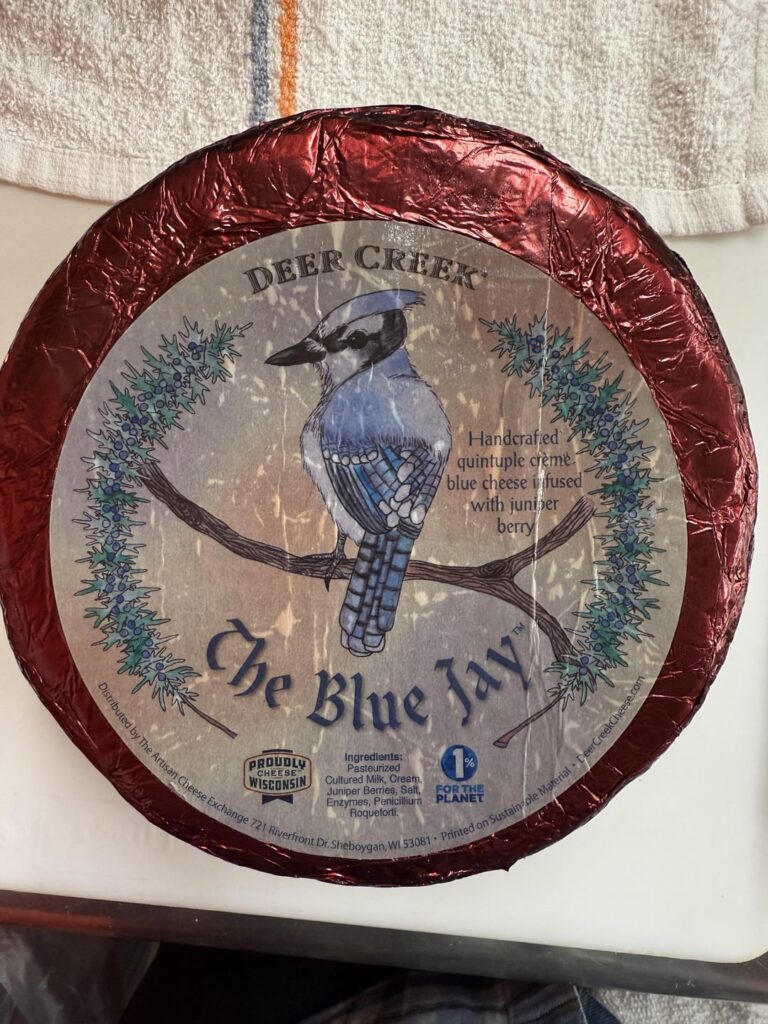 DEER CREEK®
Handcrafted
quintuple crème
blue cheese infused
with juniper
berry
The Blue Jay™
PROUDLY
WISCONSIN
CHEESE
Ingredients:
Pasteurized
Cultured Milk, Cream,
Juniper Berries, Salt,
Enzymes, Penicillium
Roqueforti.
1%
FOR THE
PLANET
Distributed by The Artisan Cheese Exchange 721 Riverfront Dr. Sheboygan, WI 53081 • Printed on Sustainable Material • DeerCreekCheese.com